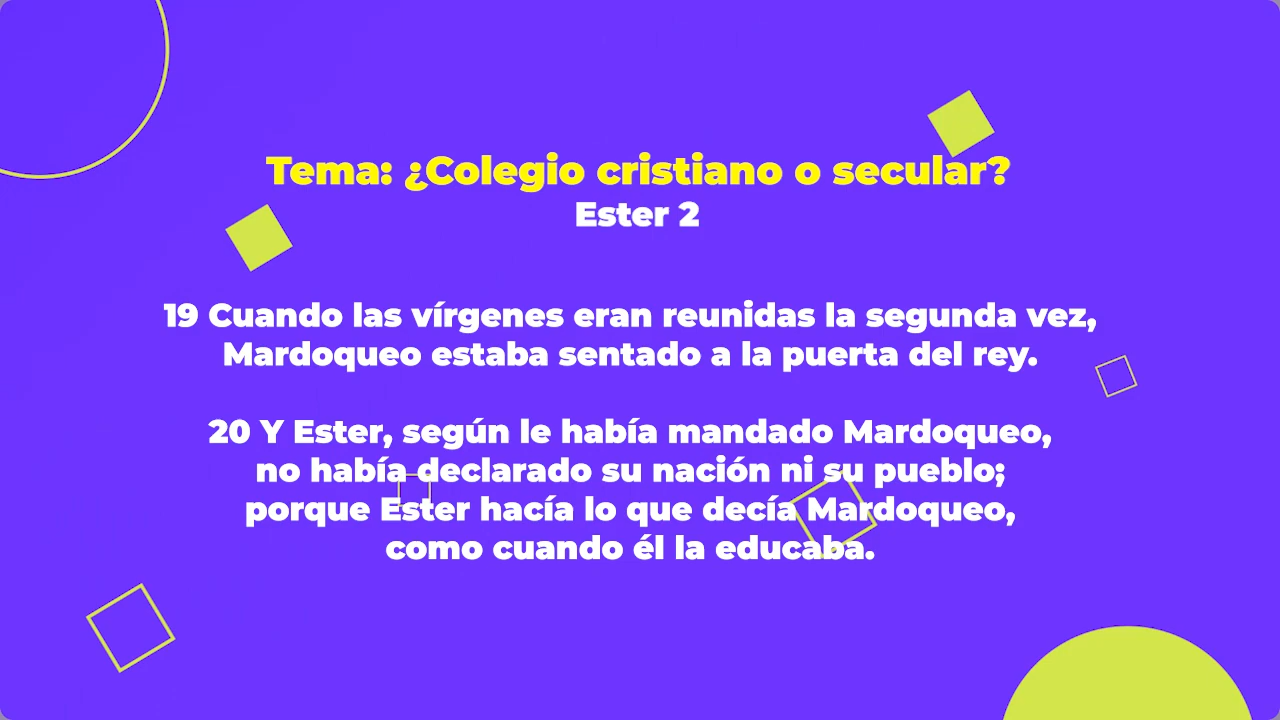 Tema: ¿Colegio cristiano o secular?
Ester 2
19 Cuando las vírgenes eran reunidas la segunda vez,
Mardoqueo estaba sentado a la puerta del rey.
20 Y Ester, según le había mandado Mardoqueo,
no había declarado su nación ni su pueblo;
porque Ester hacía lo que decía Mardoqueo,
como cuando él la educaba.